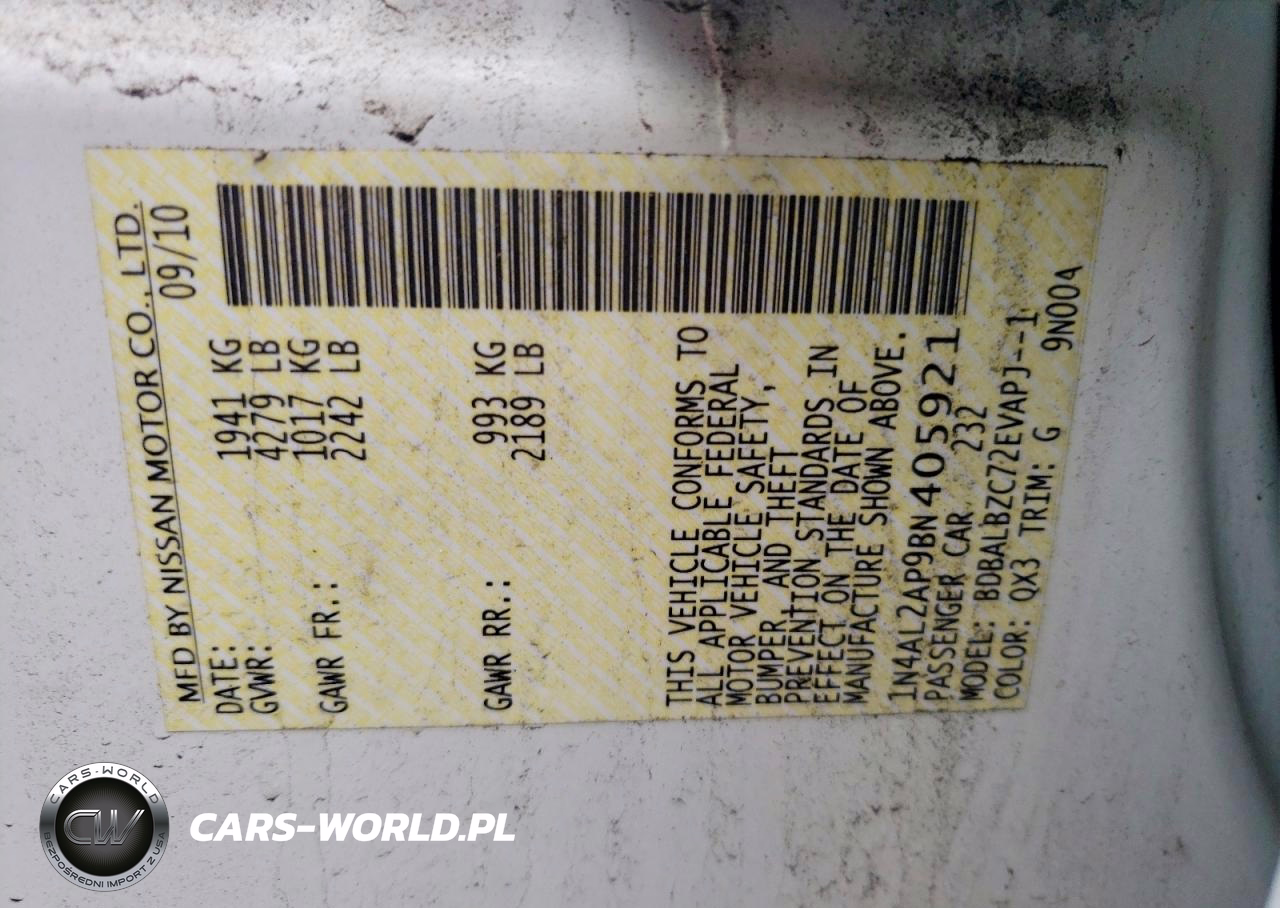 MFD BY NISSAN MOTOR CO., LTD.
DATE: 09/10
GVWR: 1941 KG
4279 LB
GAWR FR.: 1017 KG
2242 LB
GAWR RR.: 993 KG
2189 LB
THIS VEHICLE CONFORMS TO
ALL APPLICABLE FEDERAL
MOTOR VEHICLE SAFETY,
BUMPER, AND THEFT
PREVENTION STANDARDS IN
EFFECT ON THE DATE OF
MANUFACTURE SHOWN ABOVE.
1N4AL2AP9BN405921
PASSENGER CAR 232
MODEL: BDBALBZC72EVAPJ--1
COLOR: QX3 TRIM: G 9N004
CARS-WORLD
CW
BEZPOŚREDNI IMPORT Z USA
CARS-WORLD.PL